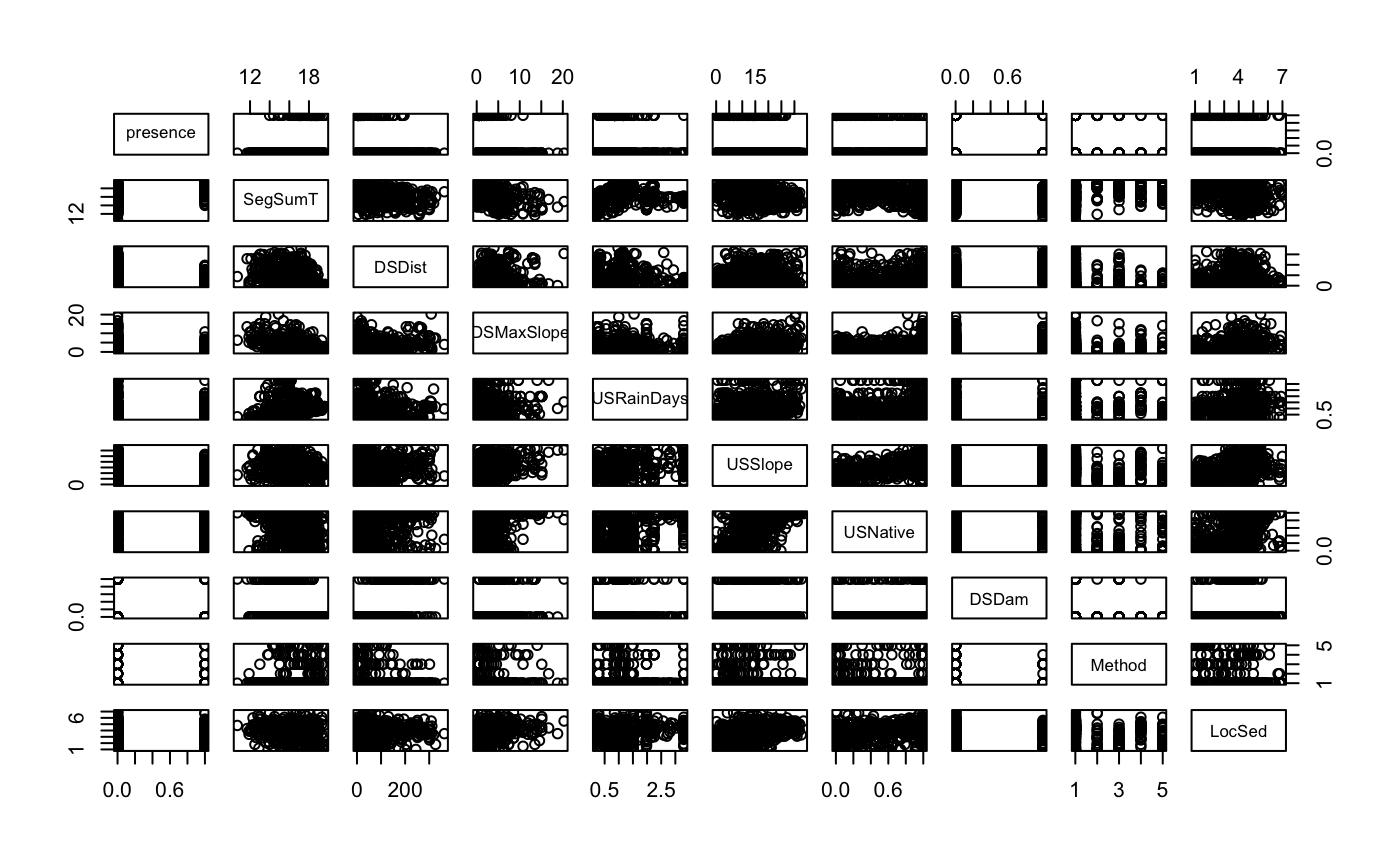 12 18 0 10 20 0 15 0.0 0.6 1 4 7
presence 0.0
12 SegSumT
DSDist 0
0 20 DSMaxSlope
USRainDays 0.5
0 USSlope
USNative 0.0
0.0 DSDam
Method 1 5
1 6 LocSed
0.0 0.6 0 200 0.5 2.5 0.0 0.6 1 3 5